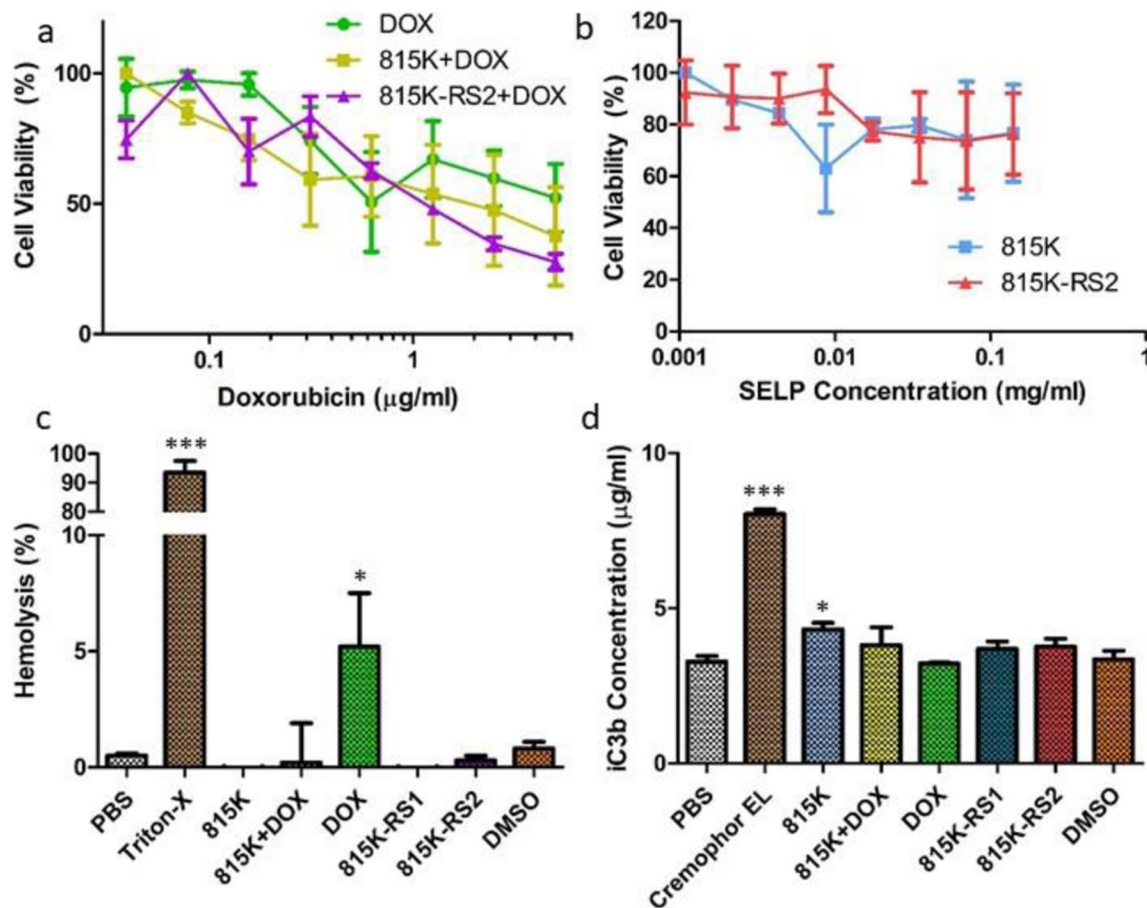 a
DOX
815K+DOX
815K-RS2+DOX
Cell Viability (%)
100
50
0
0.1
1
Doxorubicin (μg/ml)
b
Cell Viability (%)
120
100
80
60
40
20
0
815K
815K-RS2
0.001
0.01
0.1
1
SELP Concentration (mg/ml)
c
Hemolysis (%)
100
90
80
10
5
0
***
*
PBS
Triton-X
815K
815K+DOX
DOX
815K-RS1
815K-RS2
DMSO
d
iC3b Concentration (μg/ml)
10
5
0
***
*
PBS
Cremophor EL
815K
815K+DOX
DOX
815K-RS1
815K-RS2
DMSO